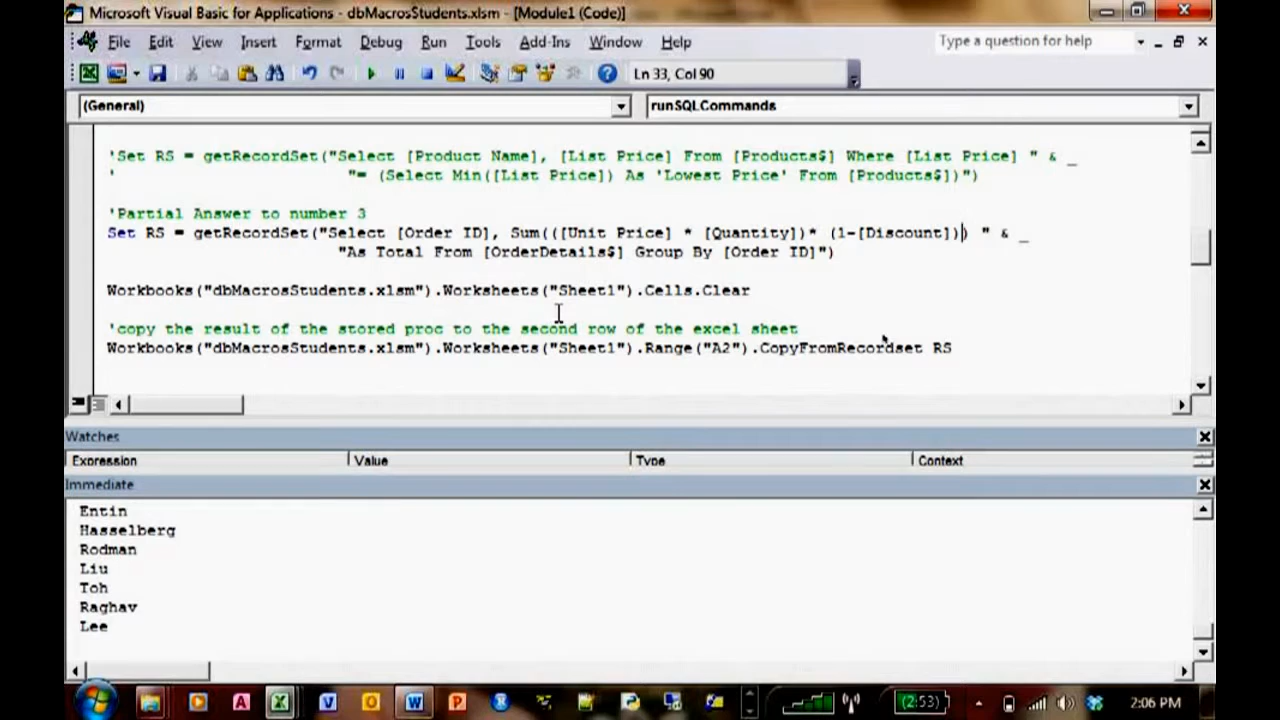 Microsoft Visual Basic for Applications - dbMacrosStudents.xlsm - [Module1 (Code)]
File Edit View Insert Format Debug Run Tools Add-Ins Window Help
Type a question for help
Ln 33, Col 90
(General)
runSQLCommands
'Set RS = getRecordSet("Select [Product Name], [List Price] From [Products$] Where [List Price] " & _
' "= (Select Min([List Price]) As 'Lowest Price' From [Products$])")
'Partial Answer to number 3
Set RS = getRecordSet("Select [Order ID], Sum(([Unit Price] * [Quantity])* (1-[Discount])) " & _
"As Total From [OrderDetails$] Group By [Order ID]")
Workbooks("dbMacrosStudents.xlsm").Worksheets("Sheet1").Cells.Clear
'copy the result of the stored proc to the second row of the excel sheet
Workbooks("dbMacrosStudents.xlsm").Worksheets("Sheet1").Range("A2").CopyFromRecordset RS
Watches
Expression Value Type Context
Immediate
Entin
Hasselberg
Rodman
Liu
Toh
Raghav
Lee
(2:53)
2:06 PM